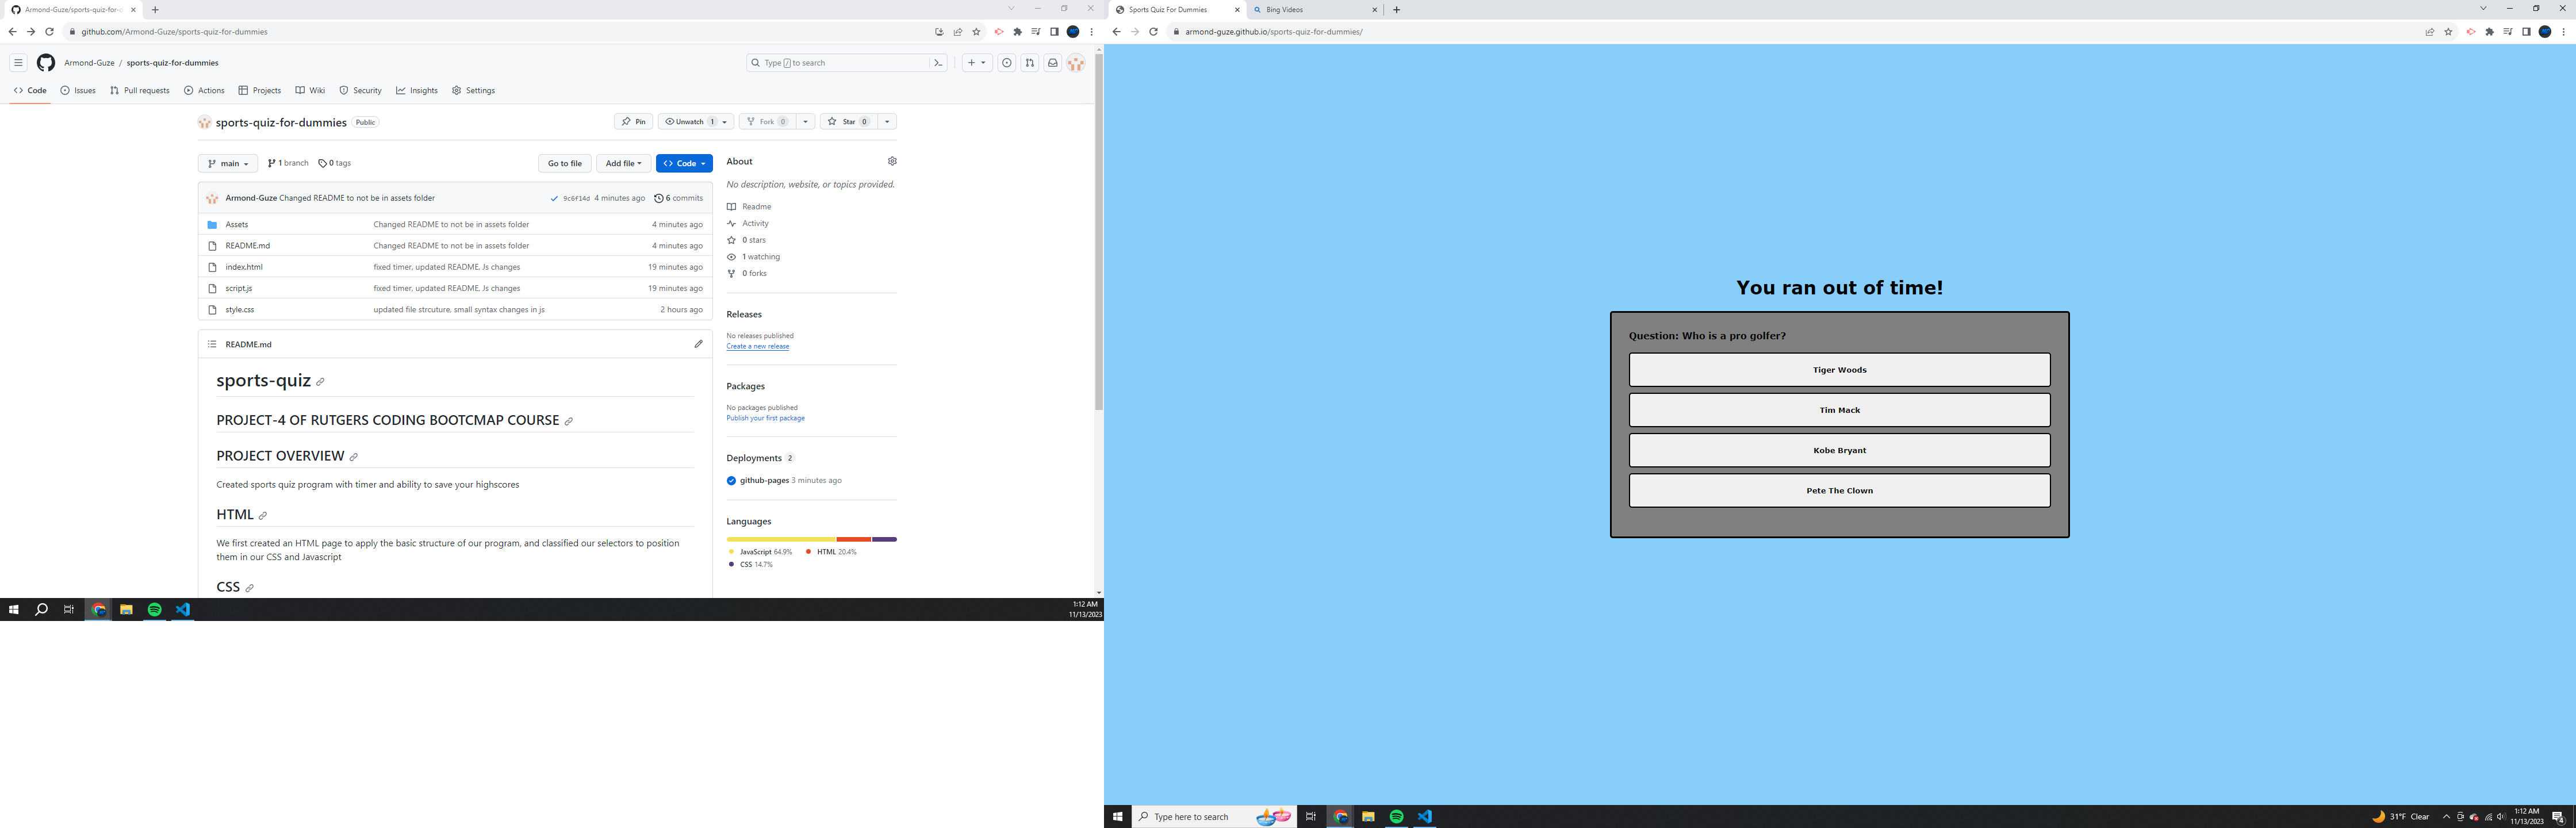 Armond-Guze/sports-quiz-for-d
github.com/Armond-Guze/sports-quiz-for-dummies
Armond-Guze / sports-quiz-for-dummies
Type / to search
Code Issues Pull requests Actions Projects Wiki Security Insights Settings
sports-quiz-for-dummies Public
Pin Unwatch 1 Fork 0 Star 0
main 1 branch 0 tags Go to file Add file Code
Armond-Guze Changed README to not be in assets folder 9c6f14d 4 minutes ago 6 commits
Assets Changed README to not be in assets folder 4 minutes ago
README.md Changed README to not be in assets folder 4 minutes ago
index.html fixed timer, updated README, Js changes 19 minutes ago
script.js fixed timer, updated README, Js changes 19 minutes ago
style.css updated file strcuture, small syntax changes in js 2 hours ago
README.md
sports-quiz
PROJECT-4 OF RUTGERS CODING BOOTCMAP COURSE
PROJECT OVERVIEW
Created sports quiz program with timer and ability to save your highscores
HTML
We first created an HTML page to apply the basic structure of our program, and classified our selectors to position
them in our CSS and Javascript
CSS
About
No description, website, or topics provided.
Readme
Activity
0 stars
1 watching
0 forks
Releases
No releases published
Create a new release
Packages
No packages published
Publish your first package
Deployments 2
github-pages 3 minutes ago
Languages
JavaScript 64.9% HTML 20.4%
CSS 14.7%
1:12 AM
11/13/2023
Sports Quiz For Dummies
Bing Videos
armond-guze.github.io/sports-quiz-for-dummies/
You ran out of time!
Question: Who is a pro golfer?
Tiger Woods
Tim Mack
Kobe Bryant
Pete The Clown
Type here to search
31°F Clear
1:12 AM
11/13/2023
4